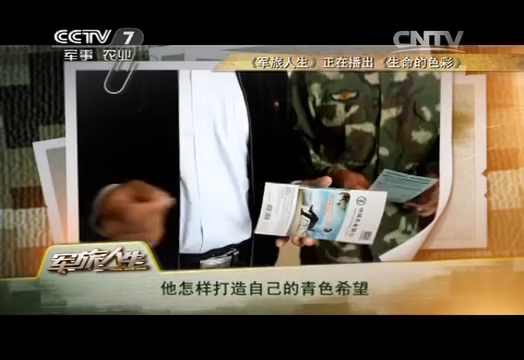 CCTV 7
军事 农业
CNTV
《军旅人生》正在播出《生命的色彩》
军旅人生
他怎样打造自己的青色希望